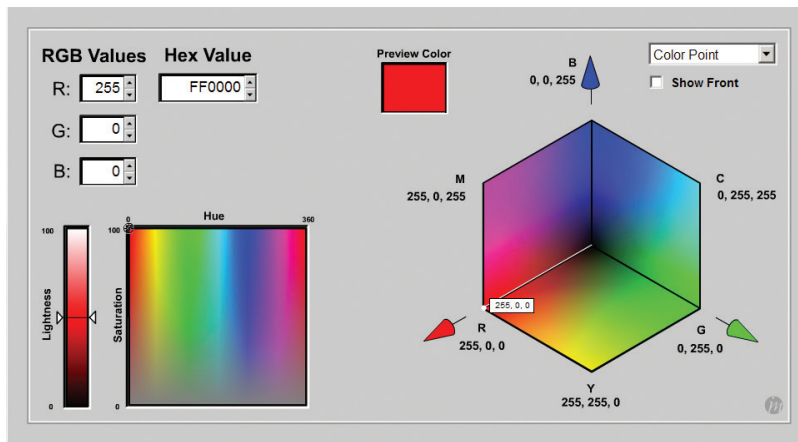 RGB Values
Hex Value
R: 255
FF0000
G: 0
B: 0
Preview Color
Color Point
Show Front
B
0, 0, 255
M
255, 0, 255
C
0, 255, 255
255, 0, 0
R
255, 0, 0
G
0, 255, 0
Y
255, 255, 0
Lightness
100
0
Hue
0
360
Saturation
100
0
m